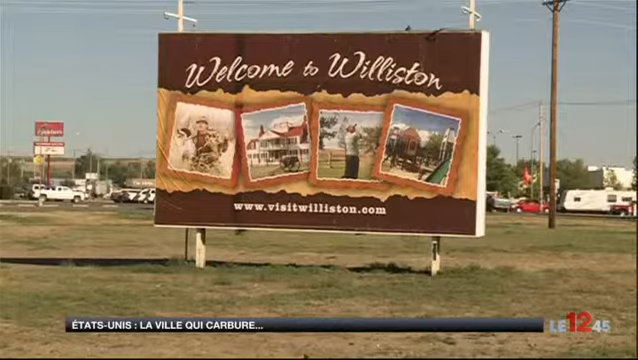 Welcome to Williston
www.visitwilliston.com
ÉTATS-UNIS : LA VILLE QUI CARBURE...
LE 12 45